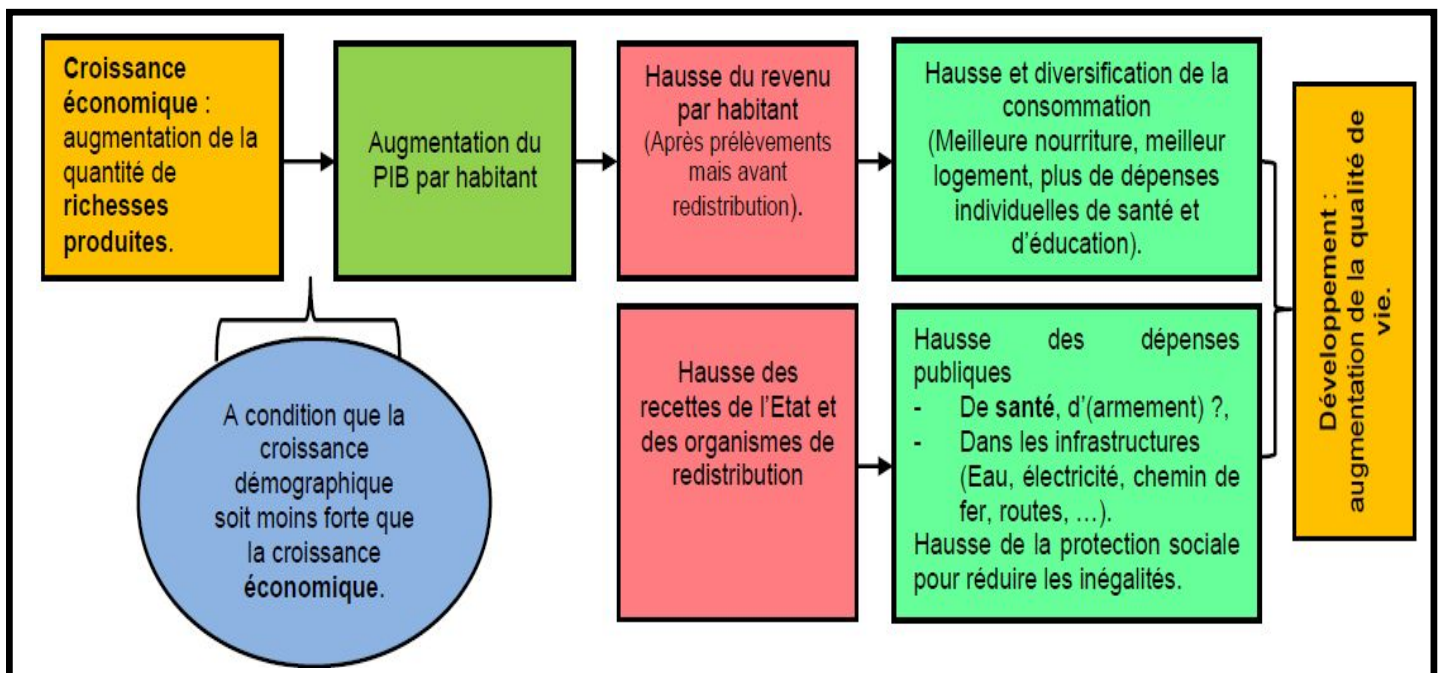 Croissance
économique :
augmentation de la
quantité de
richesses
produites.
Augmentation du
PIB par habitant
Hausse du revenu
par habitant
(Après prélèvements
mais avant
redistribution).
Hausse et diversification de la
consommation
(Meilleure nourriture, meilleur
logement, plus de dépenses
individuelles de santé et
d’éducation).
A condition que la
croissance
démographique
soit moins forte que
la croissance
économique.
Hausse des
recettes de l’Etat et
des organismes de
redistribution
Hausse des dépenses
publiques
- De santé, d’(armement) ?,
- Dans les infrastructures
(Eau, électricité, chemin de
fer, routes, …).
Hausse de la protection sociale
pour réduire les inégalités.
Développement :
augmentation de la qualité de
vie.